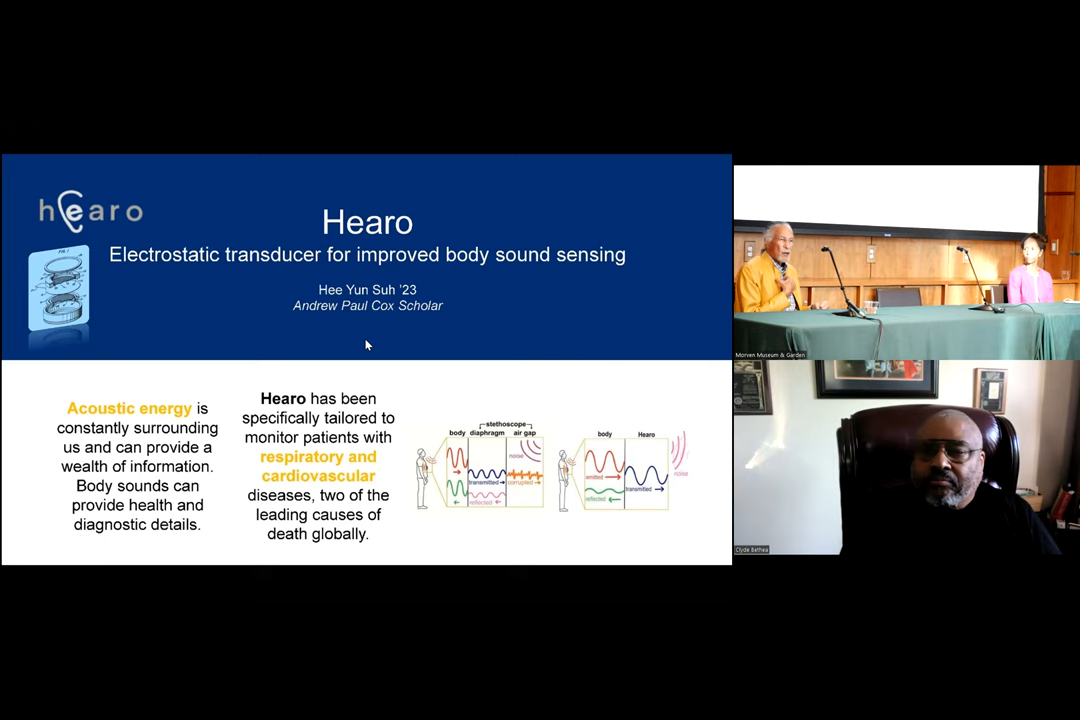 hearo
Hearo
Electrostatic transducer for improved body sound sensing
Hee Yun Suh ’23
Andrew Paul Cox Scholar
Acoustic energy is
constantly surrounding
us and can provide a
wealth of information.
Body sounds can
provide health and
diagnostic details.
Hearo has been
specifically tailored to
monitor patients with
respiratory and
cardiovascular
diseases, two of the
leading causes of
death globally.
stethoscope
body diaphragm air gap
noise
transmitted corrupted
reflected
body Hearo
noise
emitted
transmitted
reflected
Morven Museum & Garden
Clyde Bethea